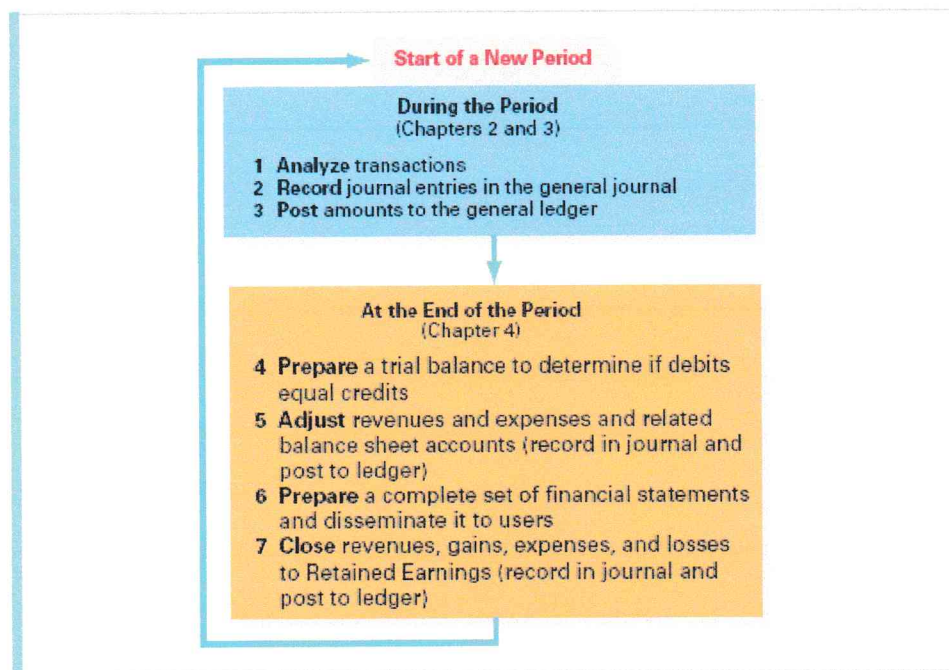 Start of a New Period
During the Period
(Chapters 2 and 3)
1 Analyze transactions
2 Record journal entries in the general journal
3 Post amounts to the general ledger
At the End of the Period
(Chapter 4)
4 Prepare a trial balance to determine if debits
equal credits
5 Adjust revenues and expenses and related
balance sheet accounts (record in journal and
post to ledger)
6 Prepare a complete set of financial statements
and disseminate it to users
7 Close revenues, gains, expenses, and losses
to Retained Earnings (record in journal and
post to ledger)